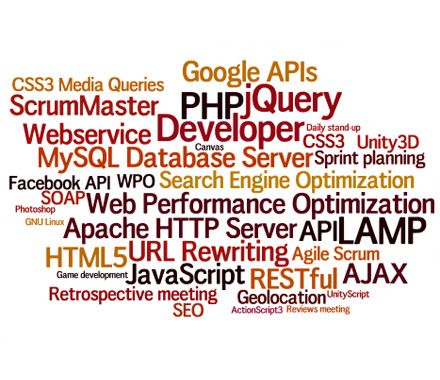 Google APIs
CSS3 Media Queries
ScrumMaster PHP jQuery
Webservice Developer Daily stand-up
Canvas CSS3 Unity3D
MySQL Database Server Sprint planning
Facebook API WPO Search Engine Optimization
SOAP Web Performance Optimization
Photoshop
GNU Linux Apache HTTP Server API LAMP
HTML5 URL Rewriting Agile Scrum
Game development JavaScript RESTful AJAX
Retrospective meeting Geolocation UnityScript
SEO ActionScript3 Reviews meeting